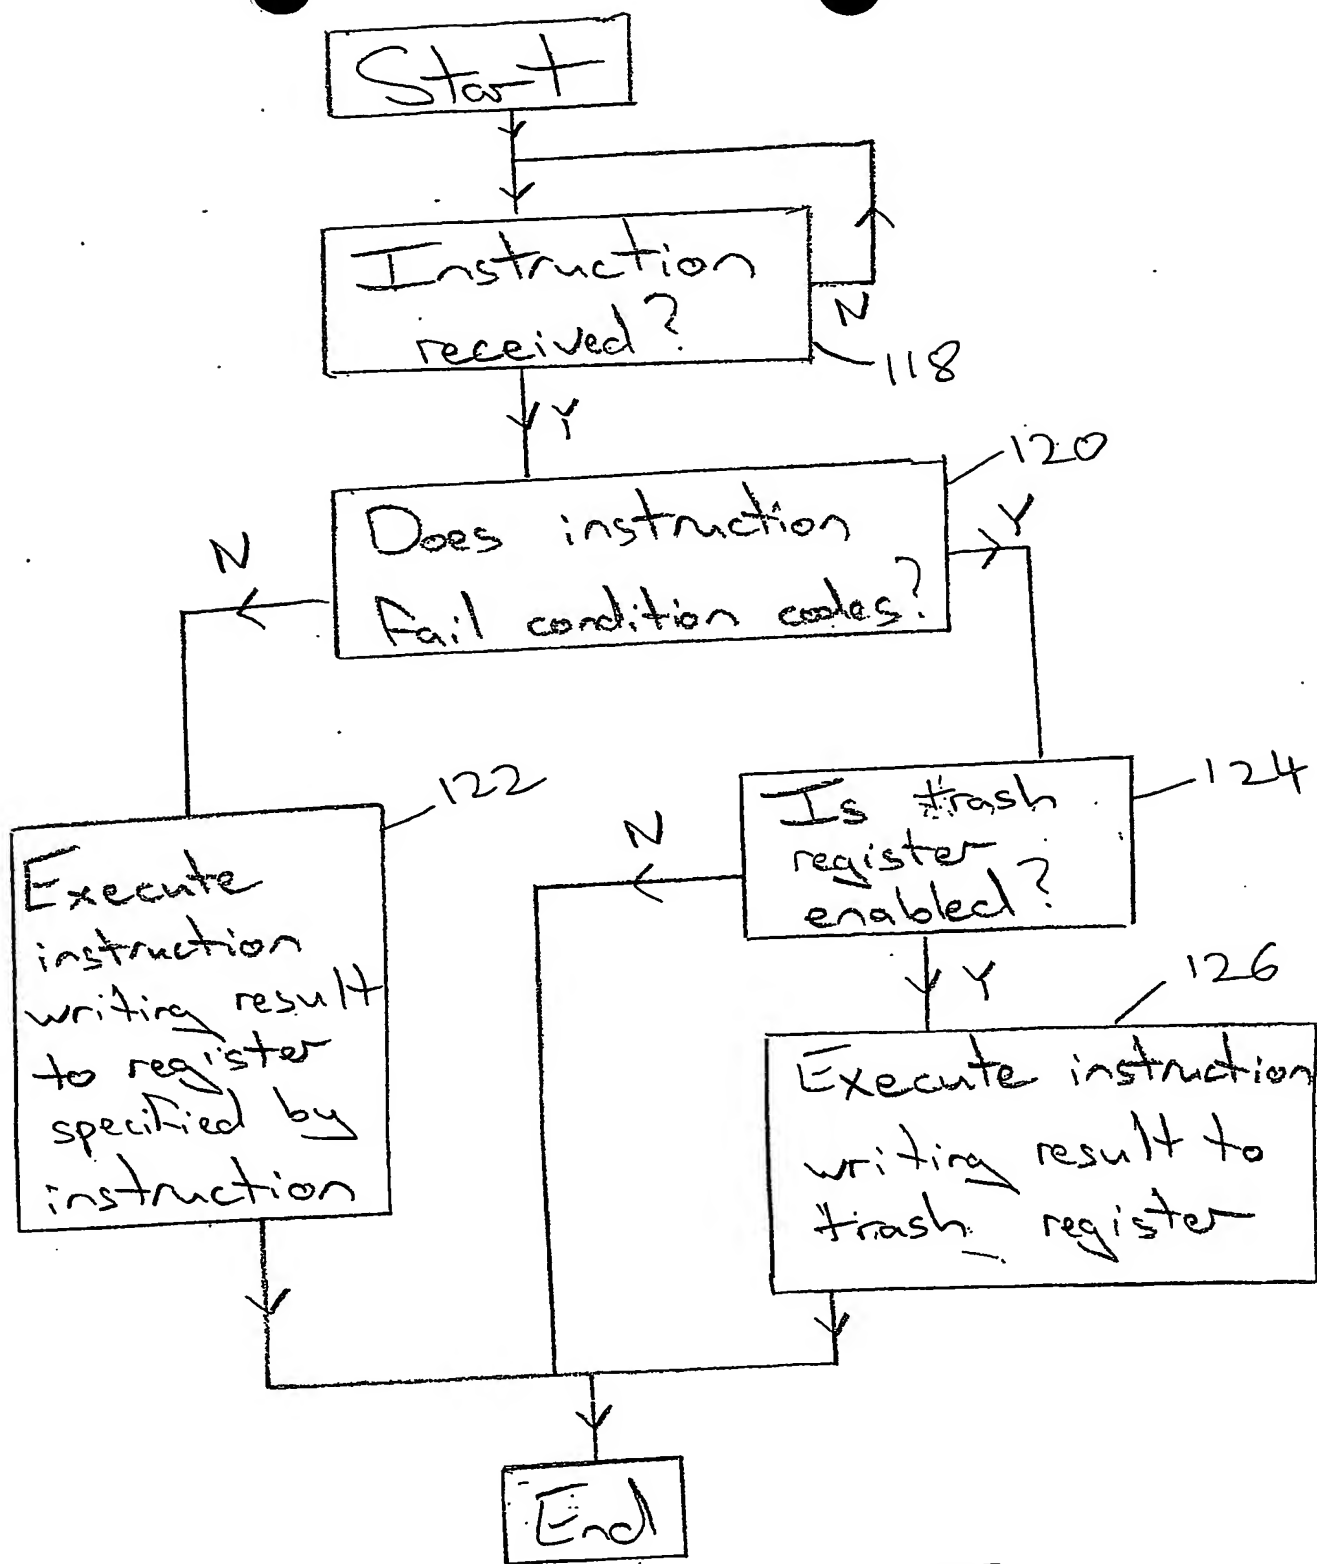 Start
Instruction
received?
N
118
Y
120
Does instruction
fail condition codes?
N
Y
122
Execute
instruction
writing result
to register
specified by
instruction
124
Is trash
register
enabled?
N
Y
126
Execute instruction
writing result to
trash register
End